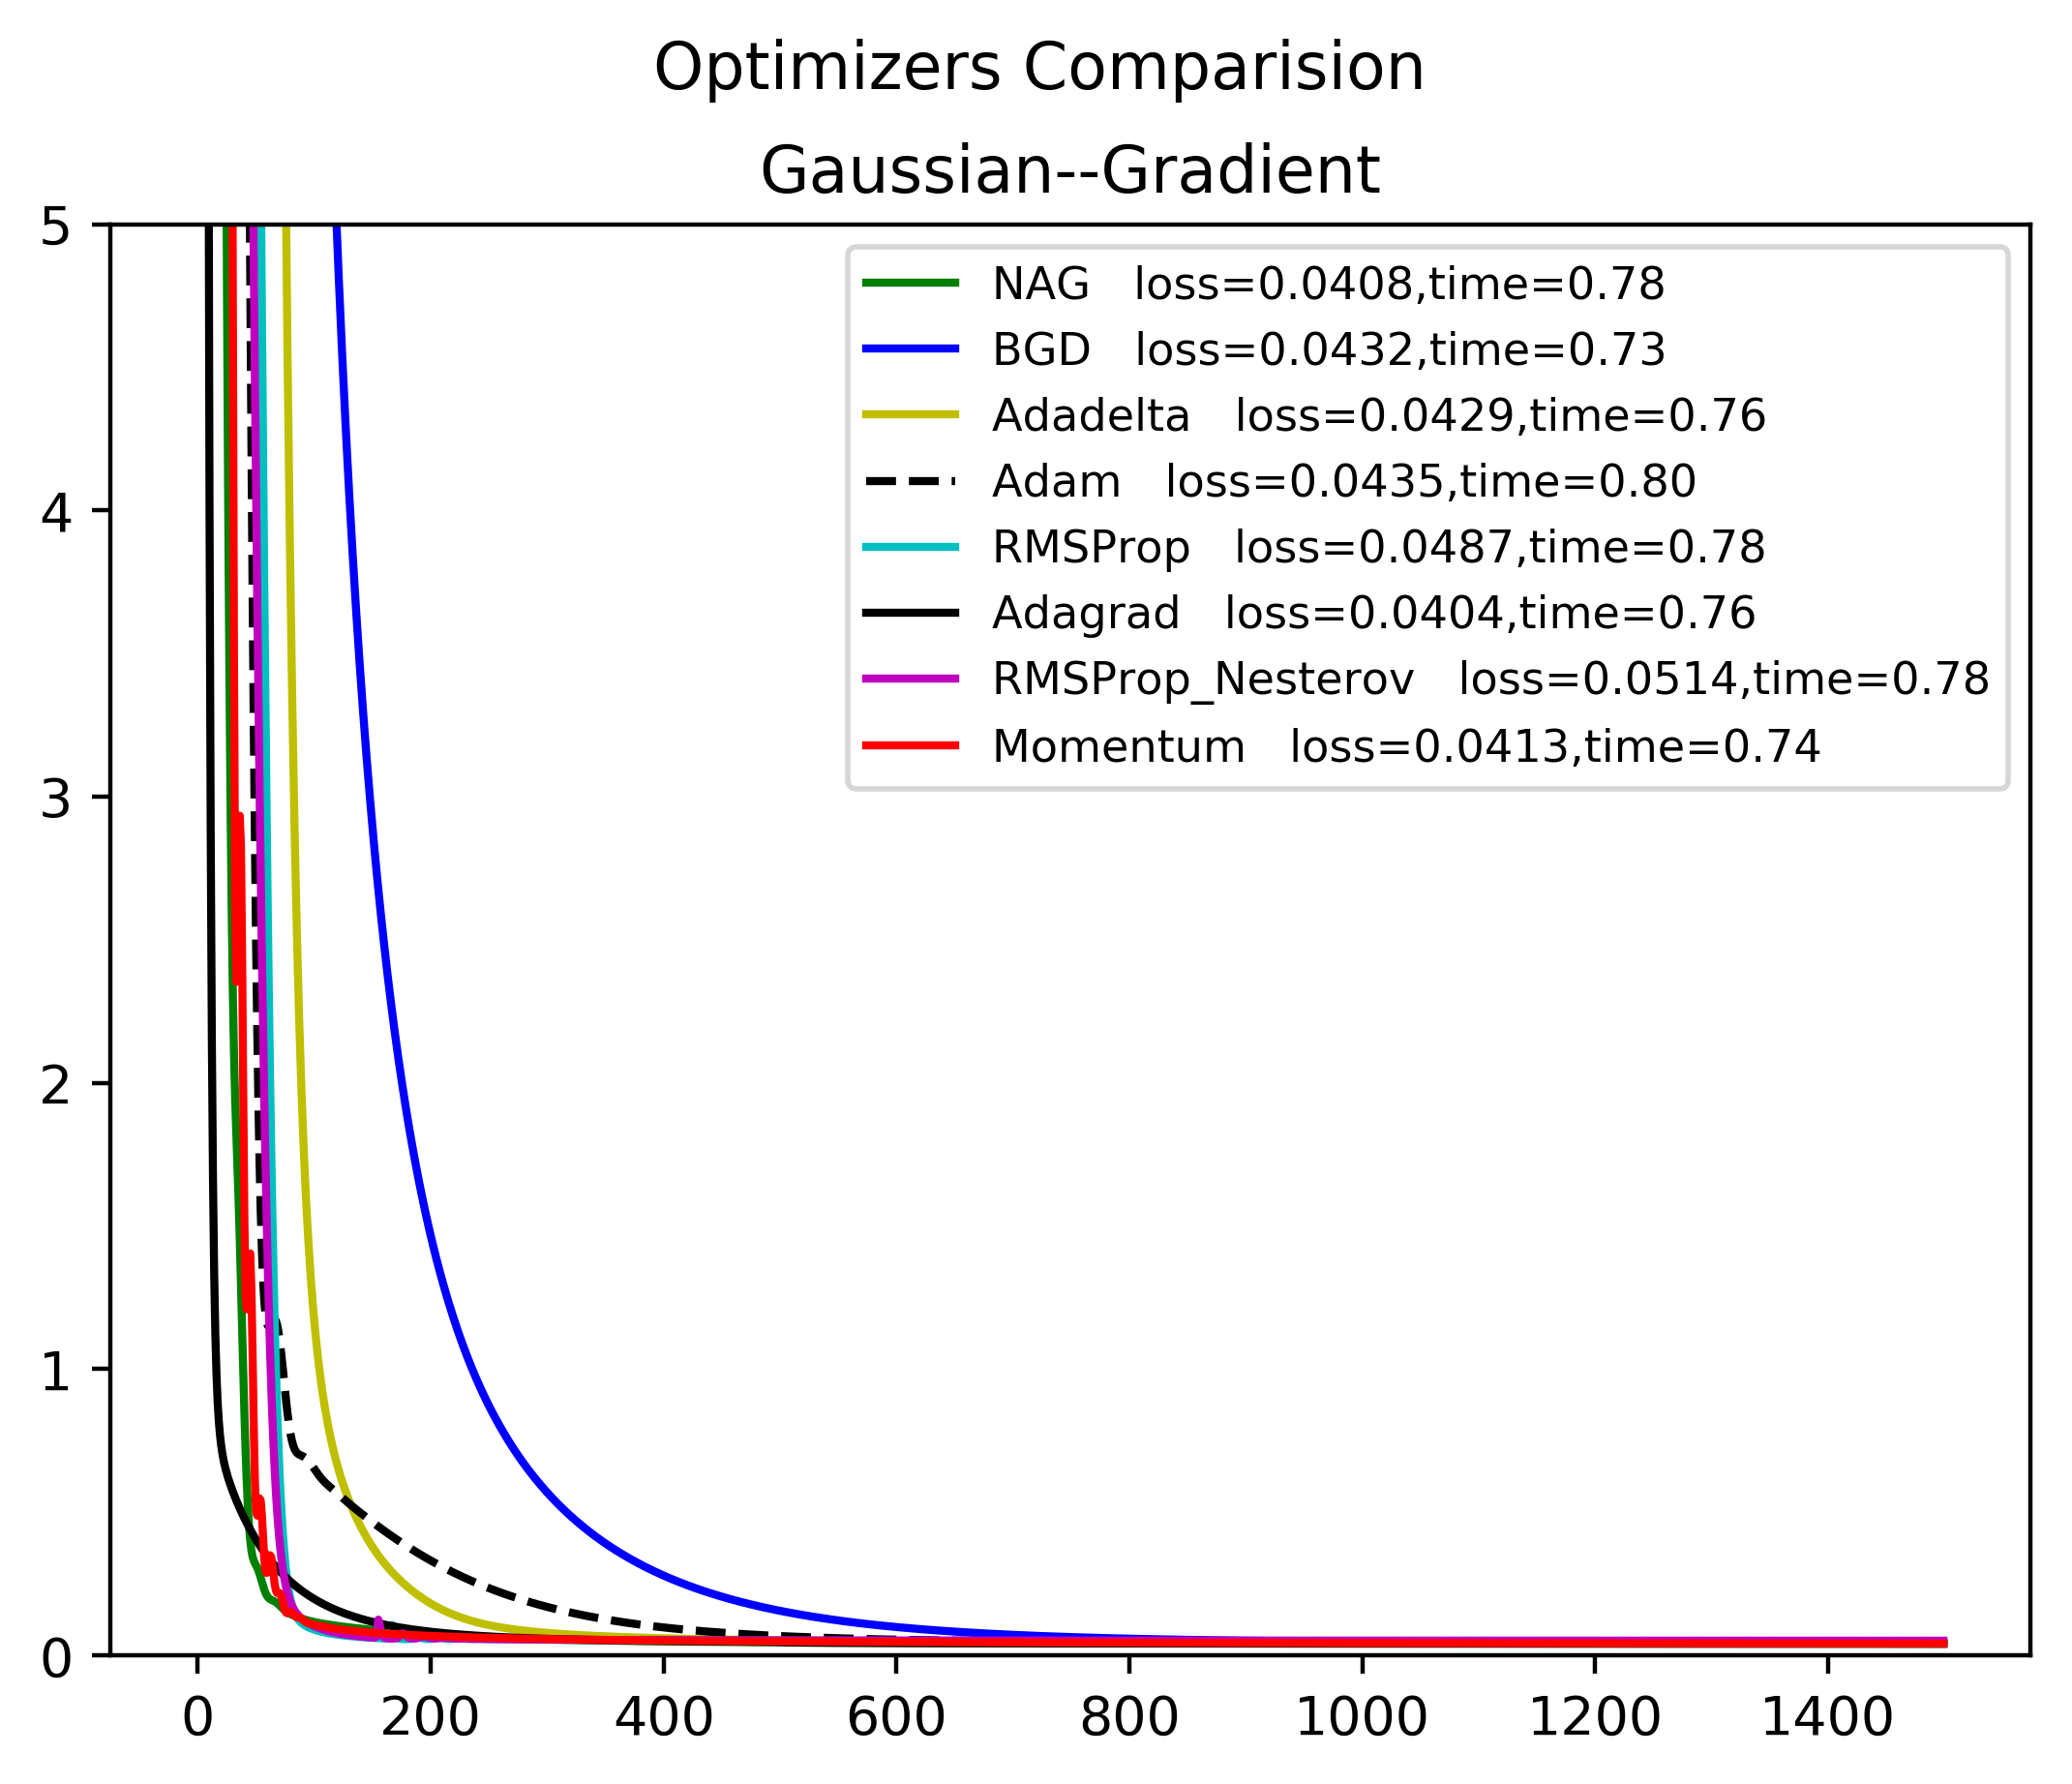 Optimizers Comparision
Gaussian--Gradient
5
4
3
2
1
0
NAG loss=0.0408,time=0.78
BGD loss=0.0432,time=0.73
Adadelta loss=0.0429,time=0.76
Adam loss=0.0435,time=0.80
RMSProp loss=0.0487,time=0.78
Adagrad loss=0.0404,time=0.76
RMSProp_Nesterov loss=0.0514,time=0.78
Momentum loss=0.0413,time=0.74
0 200 400 600 800 1000 1200 1400